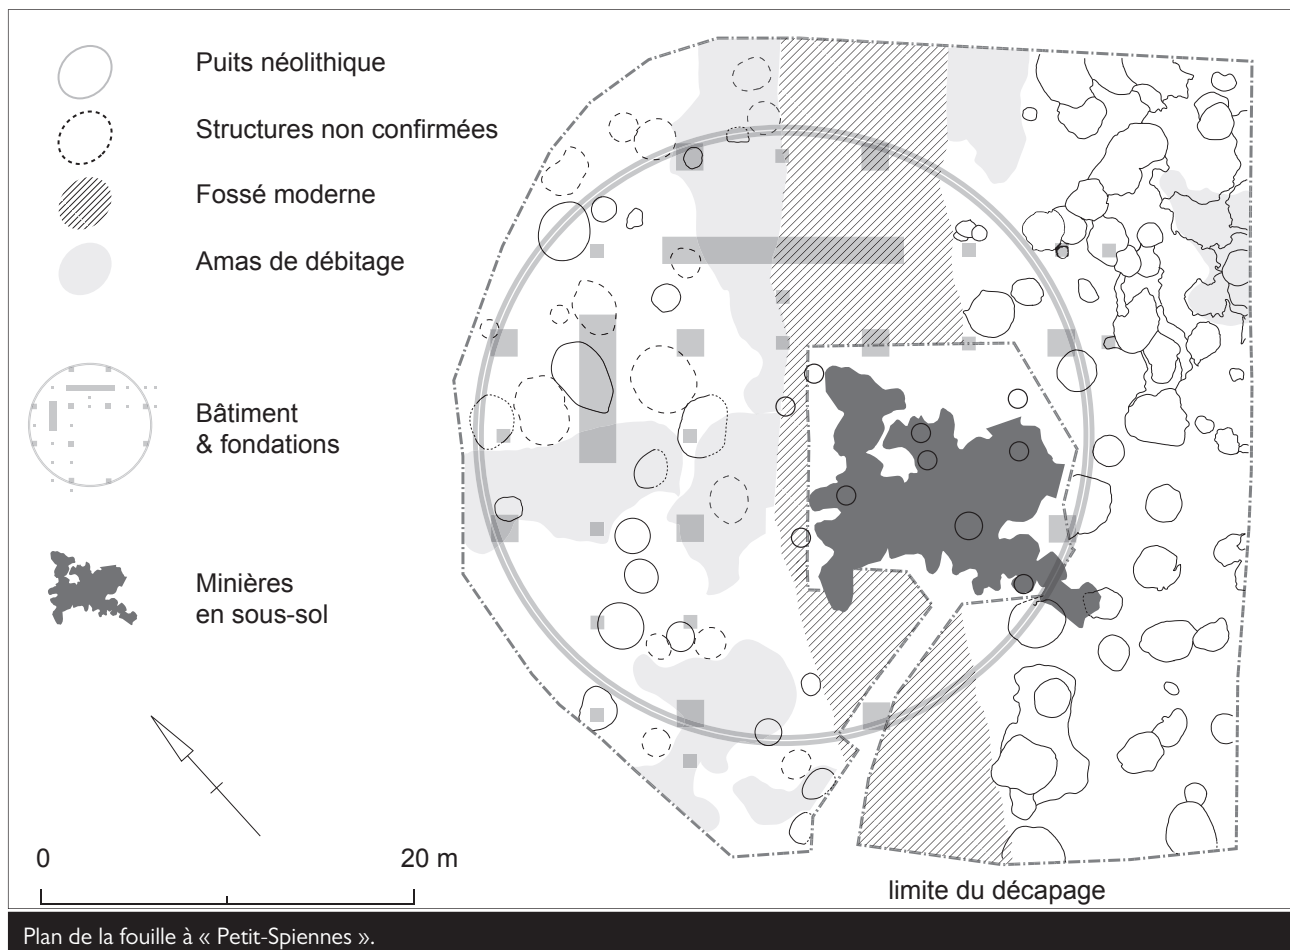 Puits néolithique
Structures non confirmées
Fossé moderne
Amas de débitage
Bâtiment
& fondations
Minières
en sous-sol
0
20 m
limite du décapage
Plan de la fouille à « Petit-Spiennes ».